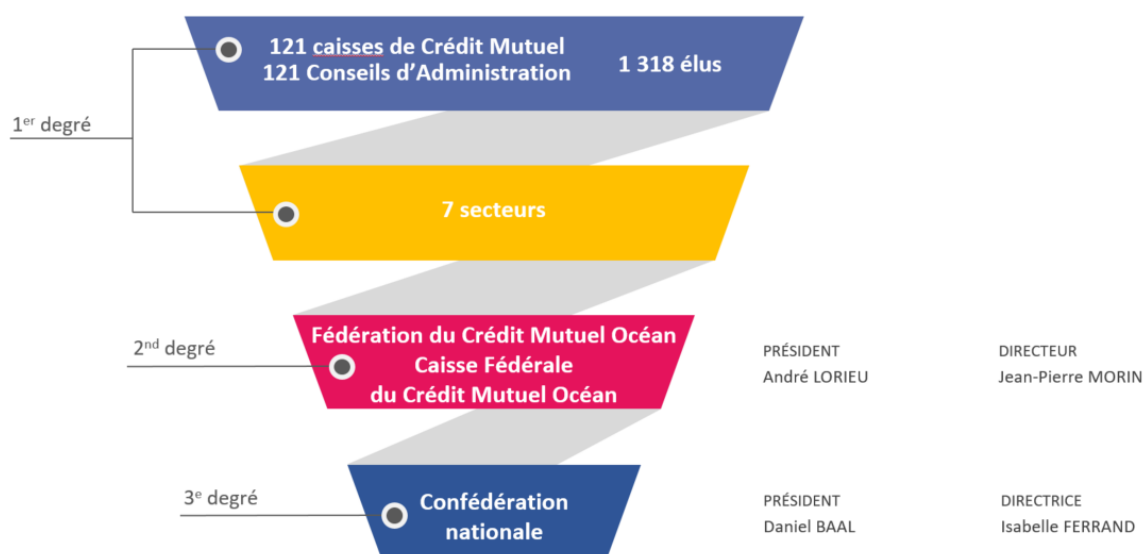 121 caisses de Crédit Mutuel
121 Conseils d’Administration
1 318 élus
1er degré
7 secteurs
2nd degré
Fédération du Crédit Mutuel Océan
Caisse Fédérale
du Crédit Mutuel Océan
PRÉSIDENT
André LORIEU
DIRECTEUR
Jean-Pierre MORIN
3e degré
Confédération
nationale
PRÉSIDENT
Daniel BAAL
DIRECTRICE
Isabelle FERRAND